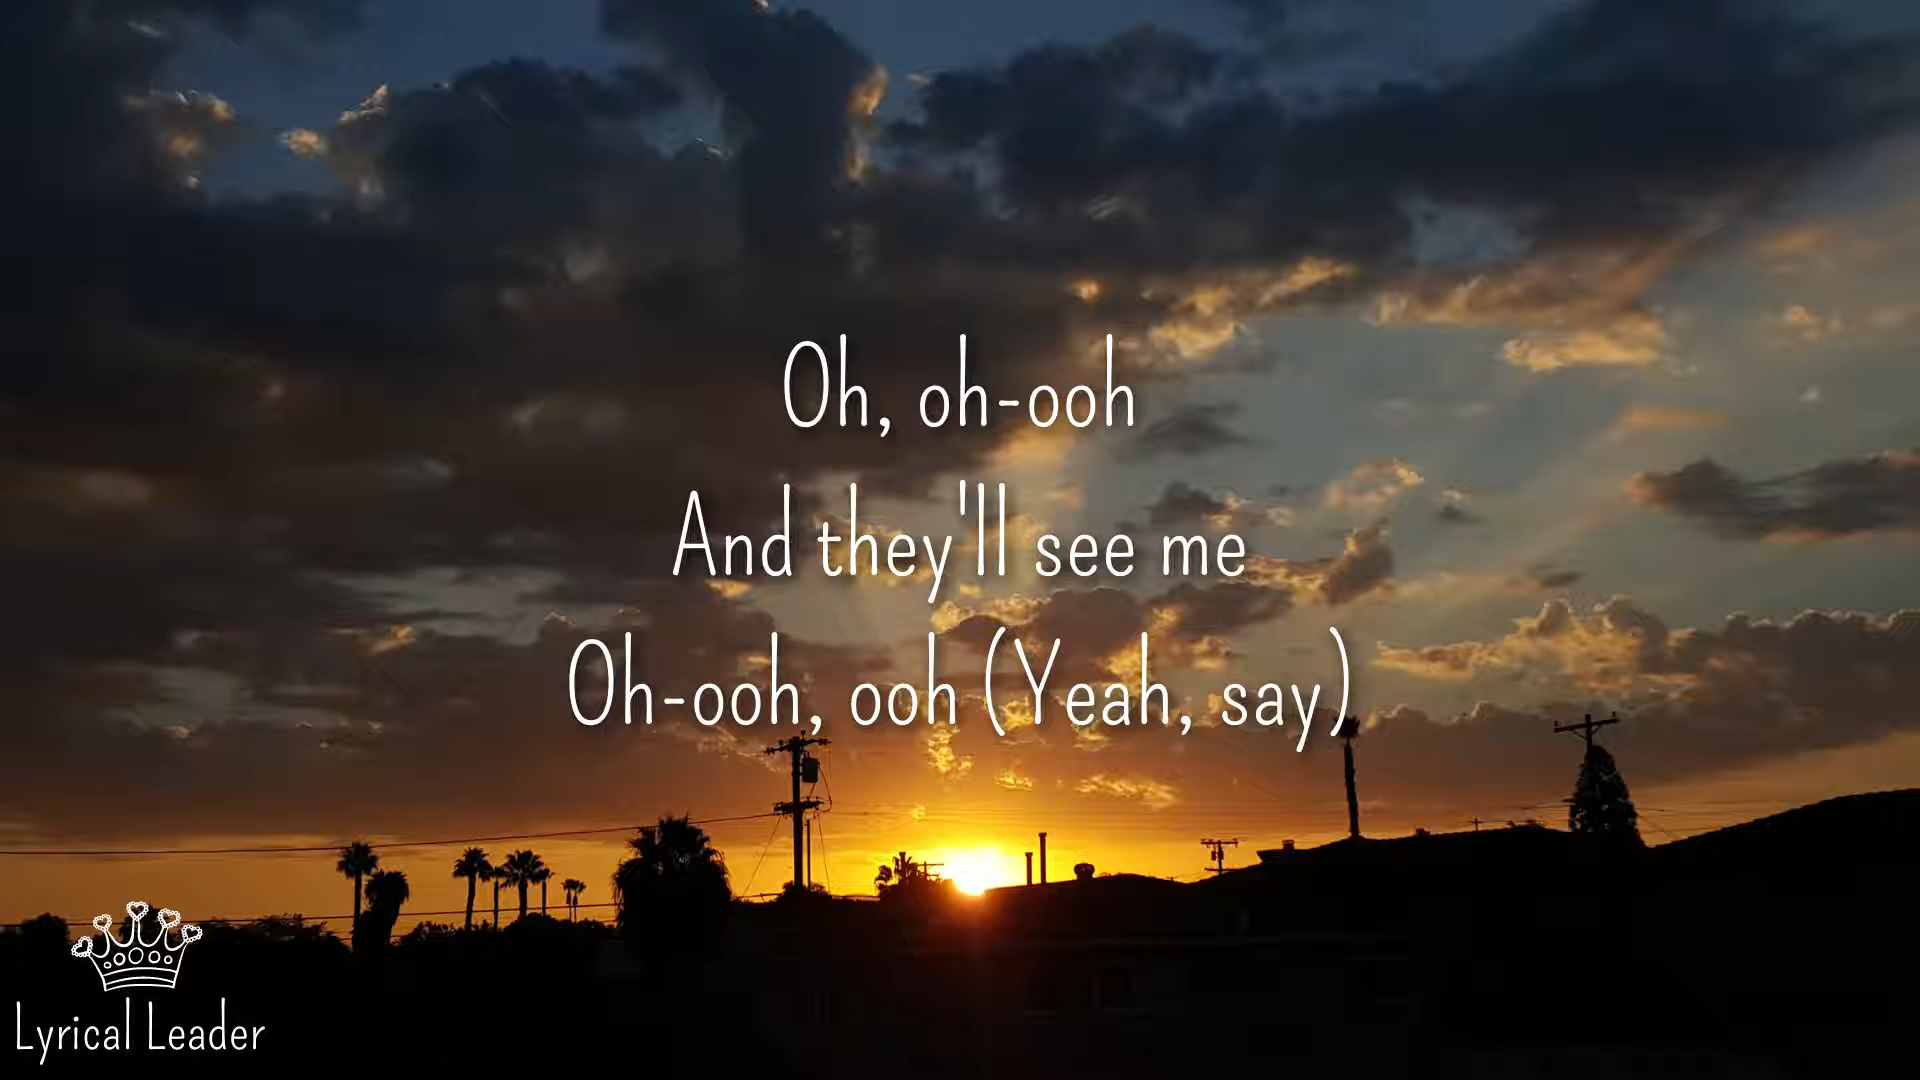 Oh, oh-ooh
And they'll see me
Oh-ooh, ooh (Yeah, say)
Lyrical Leader